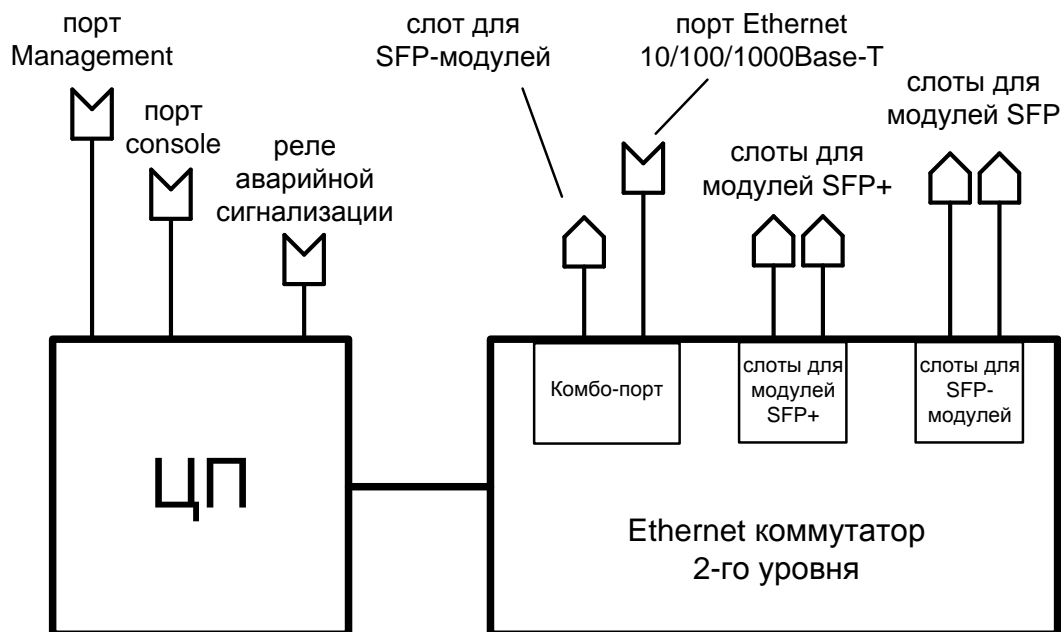 порт
Management
порт
console
реле
аварийной
сигнализации
слот для
SFP-модулей
порт Ethernet
10/100/1000Base-T
слоты для
модулей SFP+
слоты для
модулей SFP
ЦП
Комбо-порт
слоты для
модулей
SFP+
слоты для
SFP-
модулей
Ethernet коммутатор
2-го уровня